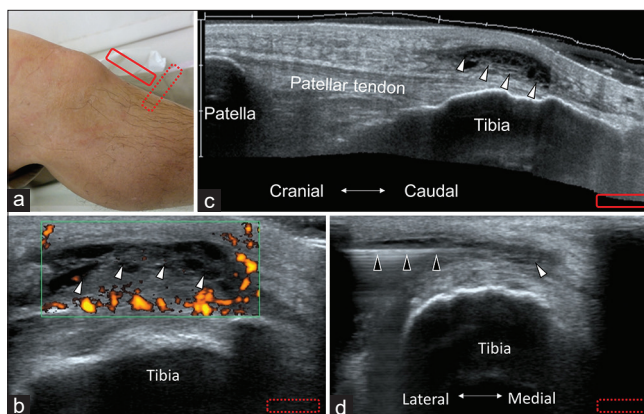 a
c
Patella
Patellar tendon
Tibia
Cranial
Caudal
b
Tibia
d
Tibia
Lateral
Medial